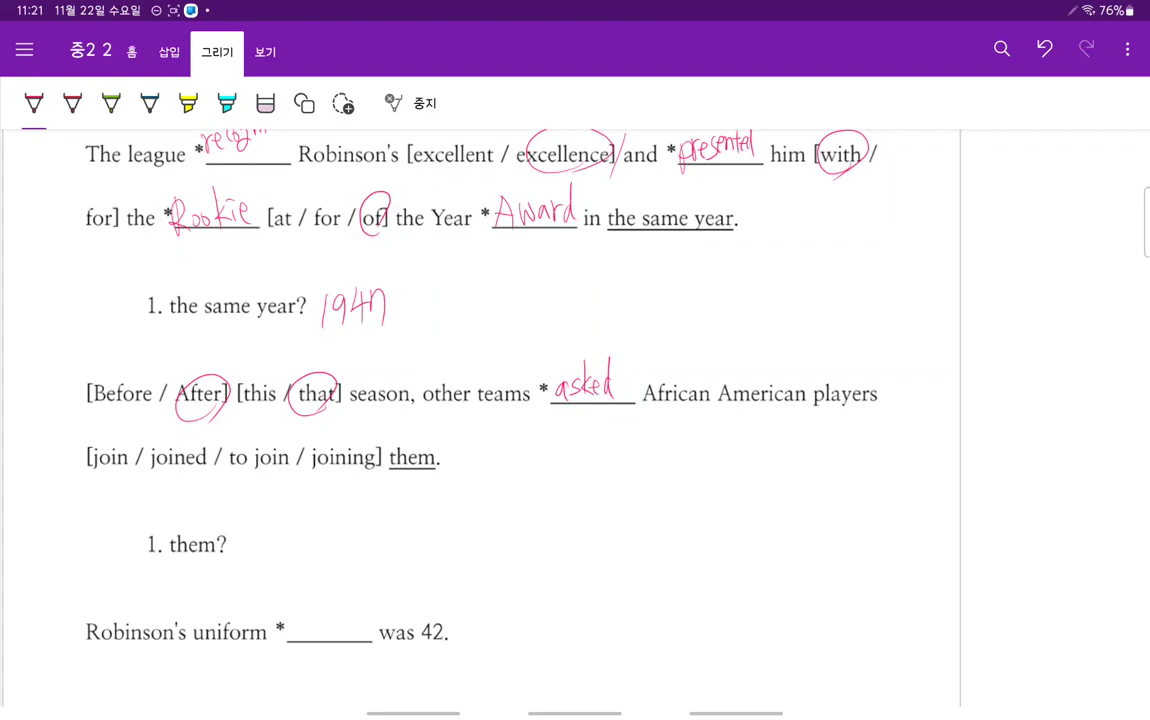 11:21 11월 22일 수요일 76%
중2 2 홈 삽입 그리기 보기
중지
The league *______ Robinson's [excellent / excellence] and *presented him [with /
for] the *Rookie [at / for / of] the Year *Award in the same year.
1. the same year? 1947
[Before / After] [this / that] season, other teams *asked African American players
[join / joined / to join / joining] them.
1. them?
Robinson's uniform *______ was 42.